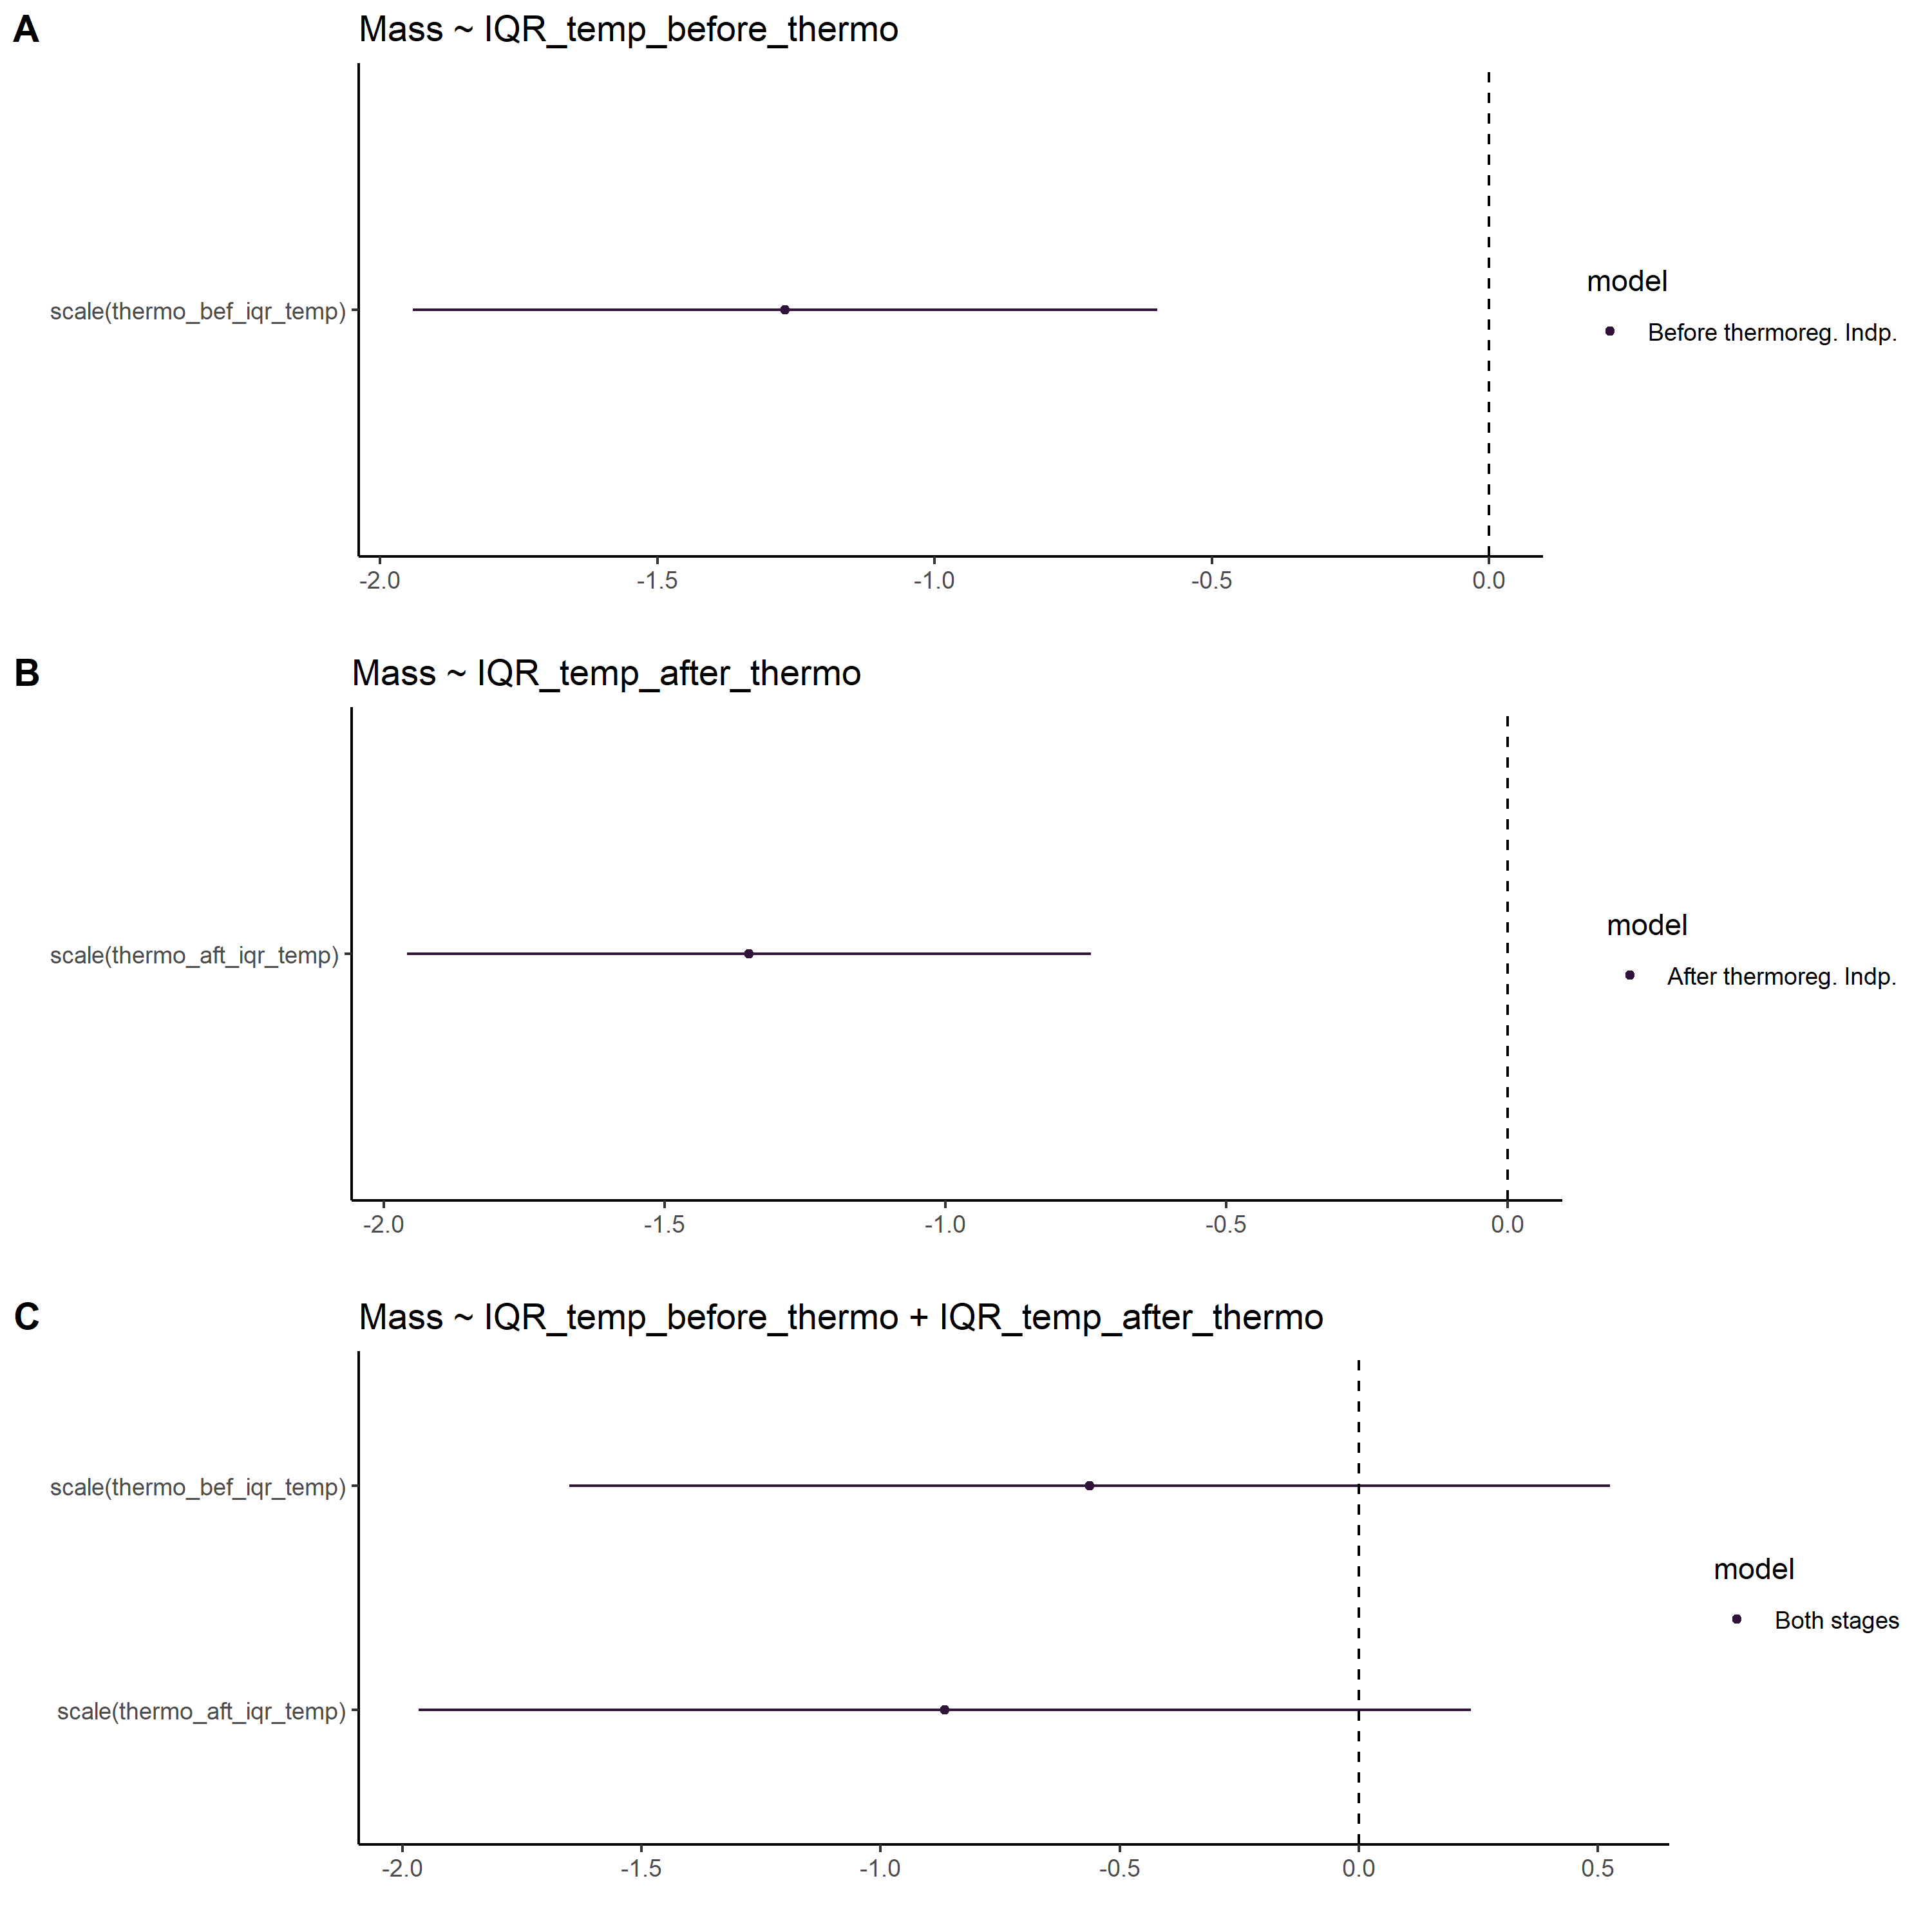 A
Mass ~ IQR_temp_before_thermo
scale(thermo_bef_iqr_temp)
model
Before thermoreg. Indp.
-2.0 -1.5 -1.0 -0.5 0.0
B
Mass ~ IQR_temp_after_thermo
scale(thermo_aft_iqr_temp)
model
After thermoreg. Indp.
-2.0 -1.5 -1.0 -0.5 0.0
C
Mass ~ IQR_temp_before_thermo + IQR_temp_after_thermo
scale(thermo_bef_iqr_temp)
model
Both stages
scale(thermo_aft_iqr_temp)
-2.0 -1.5 -1.0 -0.5 0.0 0.5